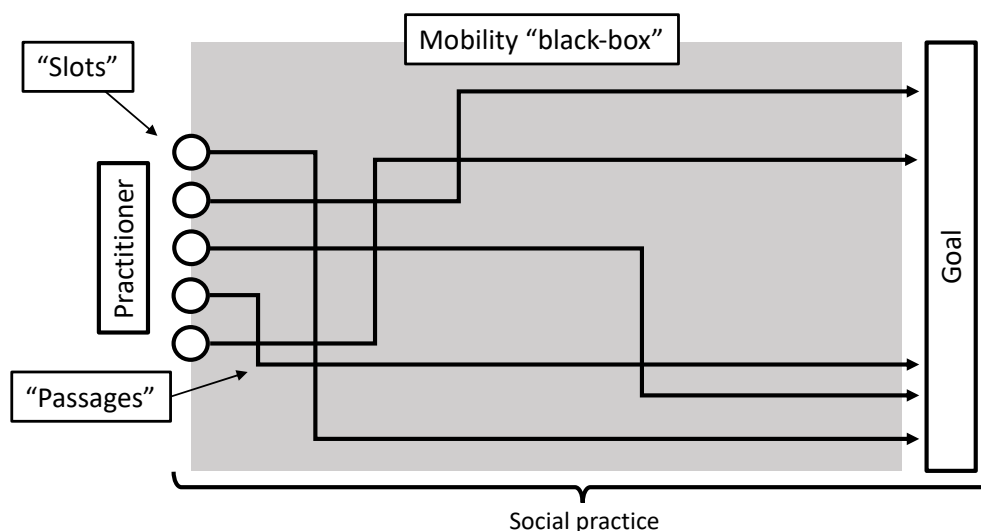 Mobility “black-box”
“Slots”
Practitioner
Goal
“Passages”
Social practice